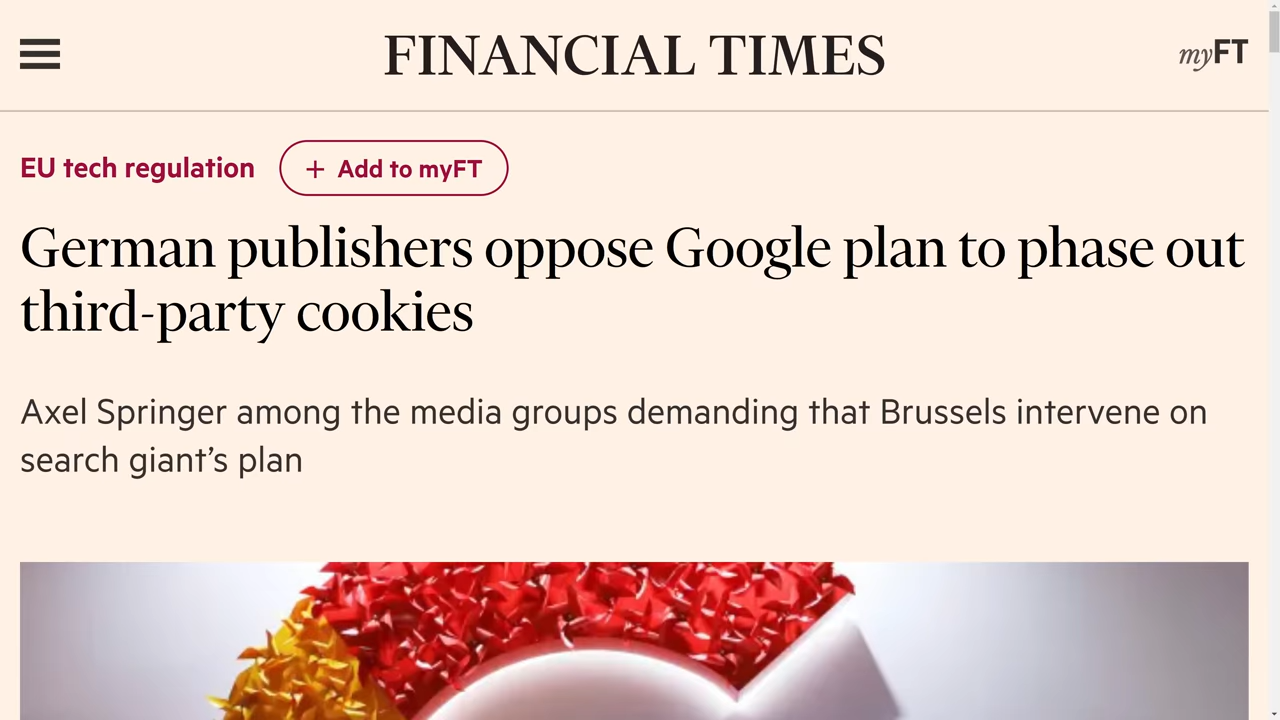 FINANCIAL TIMES
myFT
EU tech regulation
+ Add to myFT
German publishers oppose Google plan to phase out
third-party cookies
Axel Springer among the media groups demanding that Brussels intervene on
search giant’s plan